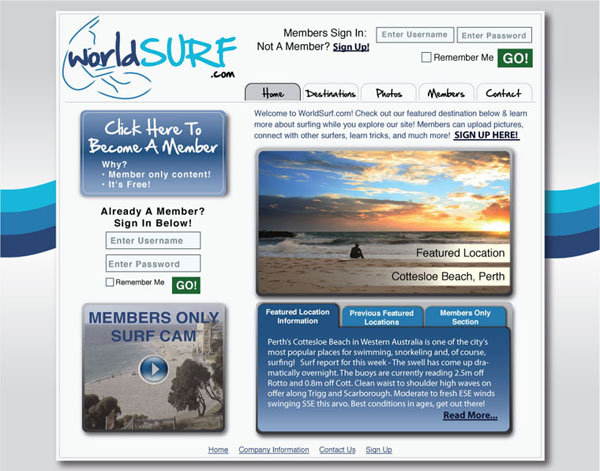 worldSURF
.com
Members Sign In:
Enter Username
Enter Password
Not A Member? Sign Up!
Remember Me
GO!
Home
Destinations
Photos
Members
Contact
Click Here To
Become A Member
Why?
• Member only content!
• It's Free!
Already A Member?
Sign In Below!
Enter Username
Enter Password
Remember Me
GO!
MEMBERS ONLY
SURF CAM
Welcome to WorldSurf.com! Check out our featured destination below & learn
more about surfing while you explore our site! Members can upload pictures,
connect with other surfers, learn tricks, and much more! SIGN UP HERE!
Featured Location
Cottesloe Beach, Perth
Featured Location
Information
Previous Featured
Locations
Members Only
Section
Perth's Cottesloe Beach in Western Australia is one of the city's
most popular places for swimming, snorkeling and, of course,
surfing! Surf report for this week - The swell has come up dra-
matically overnight. The buoys are currently reading 2.5m off
Rotto and 0.8m off Cott. Clean waist to shoulder high waves on
offer along Trigg and Scarborough. Moderate to fresh ESE winds
swinging SSE this arvo. Best conditions in ages, get out there!
Read More...
Home
Company Information
Contact Us
Sign Up